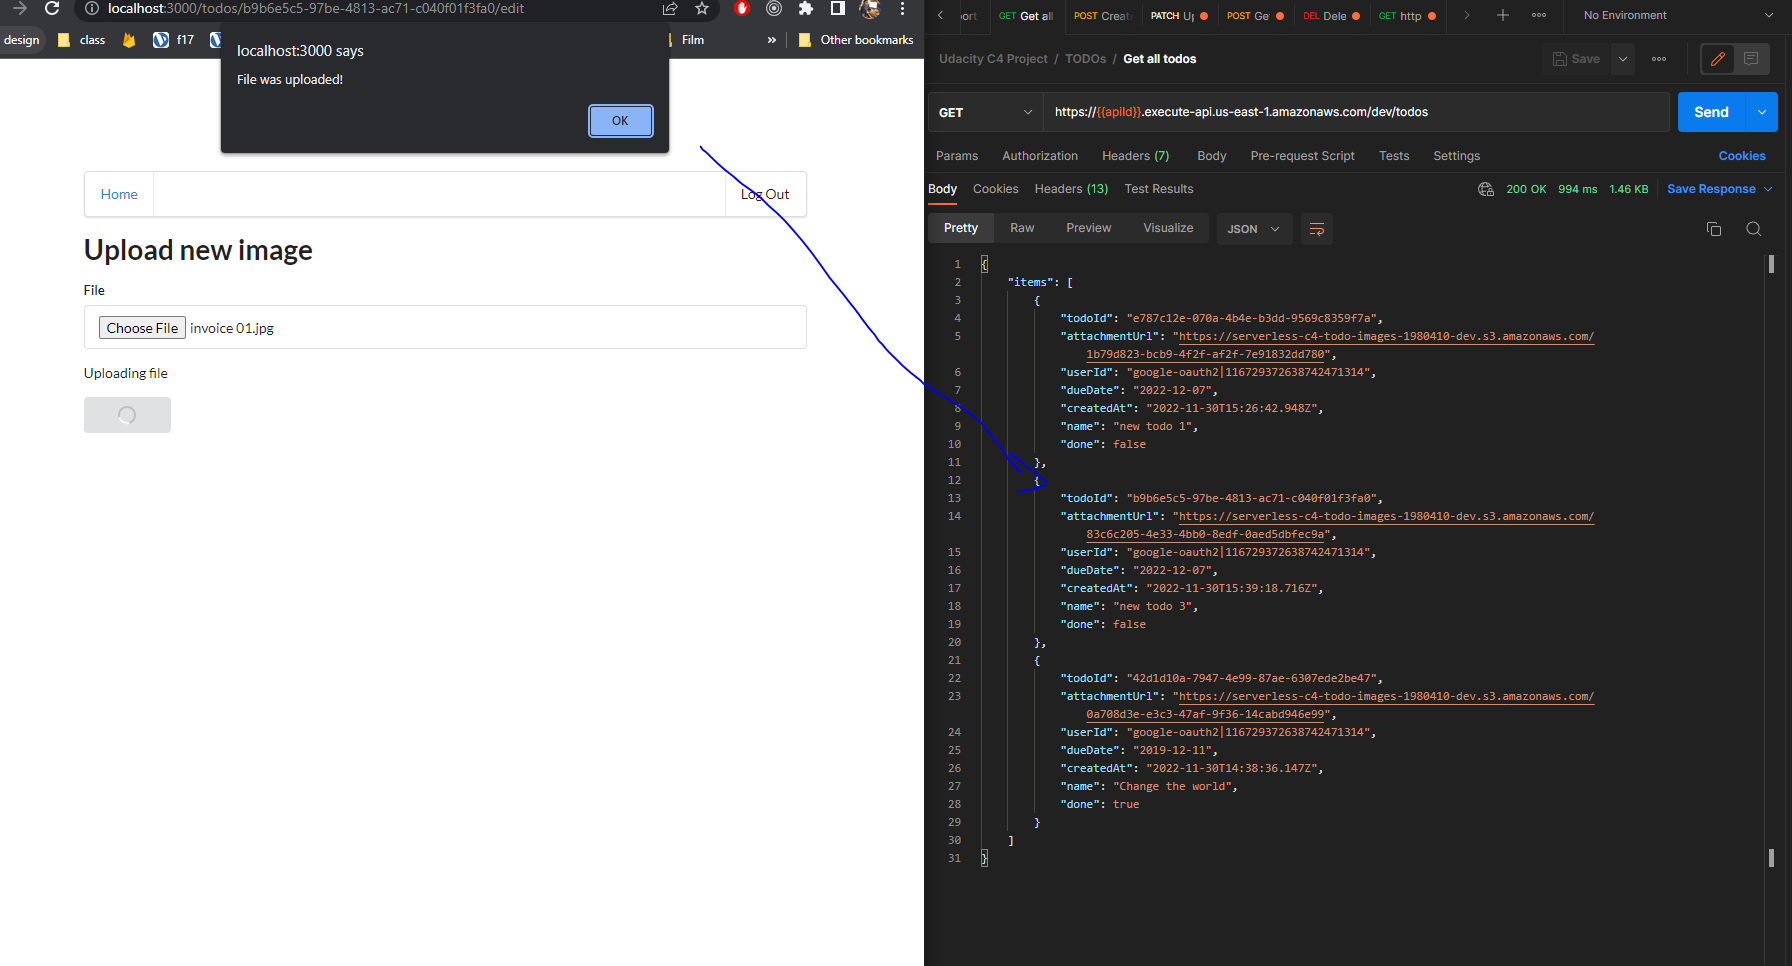 localhost:3000/todos/b9b6e5c5-97be-4813-ac71-c040f01f3fa0/edit
design class f17 Film » Other bookmarks
localhost:3000 says
File was uploaded!
OK
Home Log Out
Upload new image
File
Choose File invoice 01.jpg
Uploading file
GET Get all POST Creat PATCH Up POST Ge DEL Dele GET http No Environment
Udacity C4 Project / TODOs / Get all todos Save
GET https://{{apiId}}.execute-api.us-east-1.amazonaws.com/dev/todos Send
Params Authorization Headers (7) Body Pre-request Script Tests Settings Cookies
Body Cookies Headers (13) Test Results 200 OK 994 ms 1.46 KB Save Response
Pretty Raw Preview Visualize JSON
1 {
2 "items": [
3 {
4 "todoId": "e787c12e-070a-4b4e-b3dd-9569c8359f7a",
5 "attachmentUrl": "https://serverless-c4-todo-images-1980410-dev.s3.amazonaws.com/
1b79d823-bcb9-4f2f-af2f-7e91832dd780",
6 "userId": "google-oauth2|116729372638742471314",
7 "dueDate": "2022-12-07",
8 "createdAt": "2022-11-30T15:26:42.948Z",
9 "name": "new todo 1",
10 "done": false
11 },
12 {
13 "todoId": "b9b6e5c5-97be-4813-ac71-c040f01f3fa0",
14 "attachmentUrl": "https://serverless-c4-todo-images-1980410-dev.s3.amazonaws.com/
83c6c205-4e33-4bb0-8edf-0aed5dbfec9a",
15 "userId": "google-oauth2|116729372638742471314",
16 "dueDate": "2022-12-07",
17 "createdAt": "2022-11-30T15:39:18.716Z",
18 "name": "new todo 3",
19 "done": false
20 },
21 {
22 "todoId": "42d1d10a-7947-4e99-87ae-6307ede2be47",
23 "attachmentUrl": "https://serverless-c4-todo-images-1980410-dev.s3.amazonaws.com/
0a708d3e-e3c3-47af-9f36-14cabd946e99",
24 "userId": "google-oauth2|116729372638742471314",
25 "dueDate": "2019-12-11",
26 "createdAt": "2022-11-30T14:38:36.147Z",
27 "name": "Change the world",
28 "done": true
29 }
30 ]
31 }